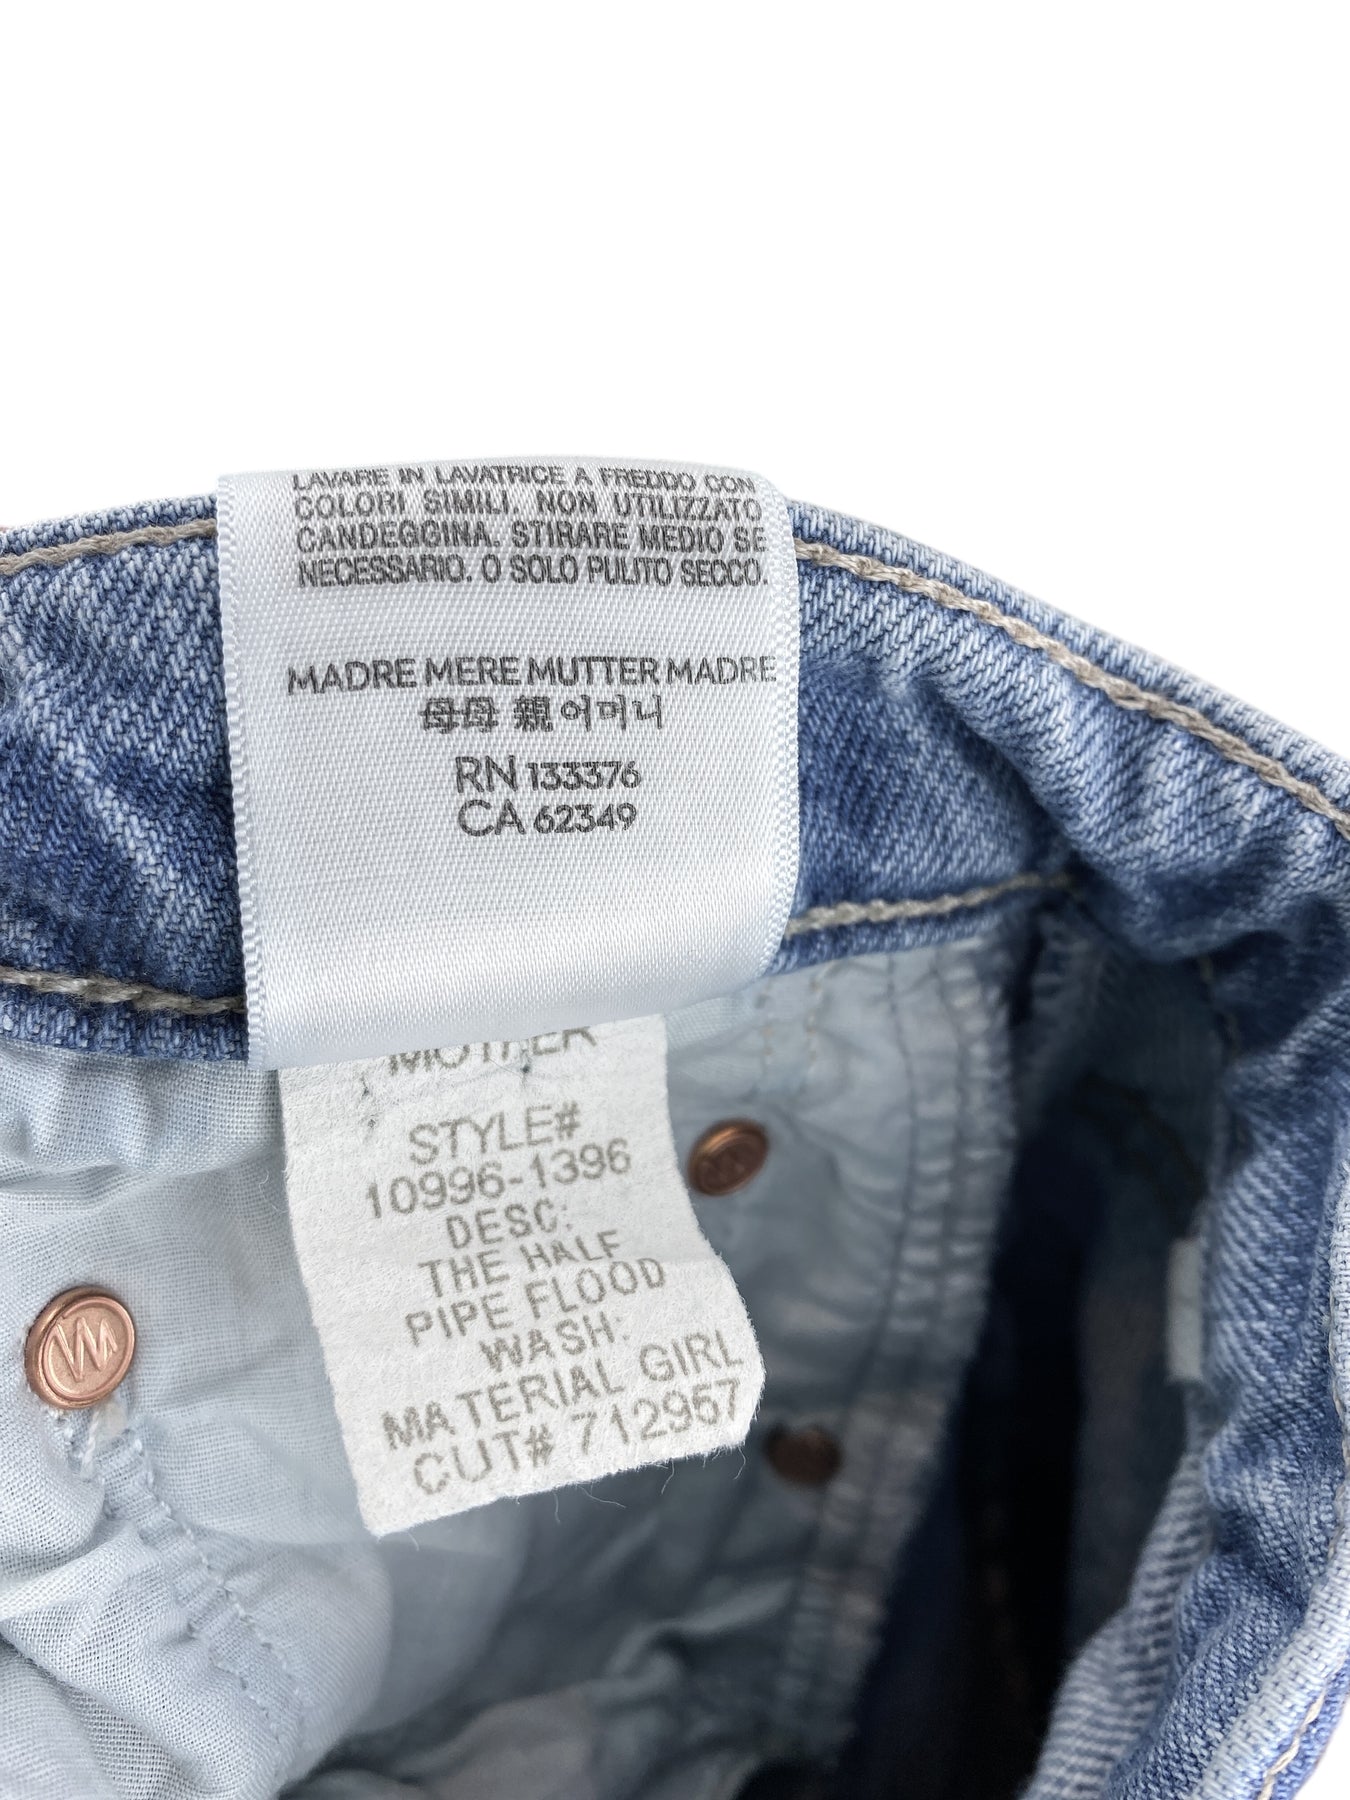 LAVARE IN LAVATRICE A FREDDO CON
COLORI SIMILI. NON UTILIZZATO
CANDEGGINA. STIRARE MEDIO SE
NECESSARIO. O SOLO PULITO SECCO.
MADRE MERE MUTTER MADRE
母母 親 어머니
RN 133376
CA 62349
MOTHER
STYLE#
10996-1396
DESC:
THE HALF
PIPE FLOOD
WASH:
MATERIAL GIRL
CUT# 712957